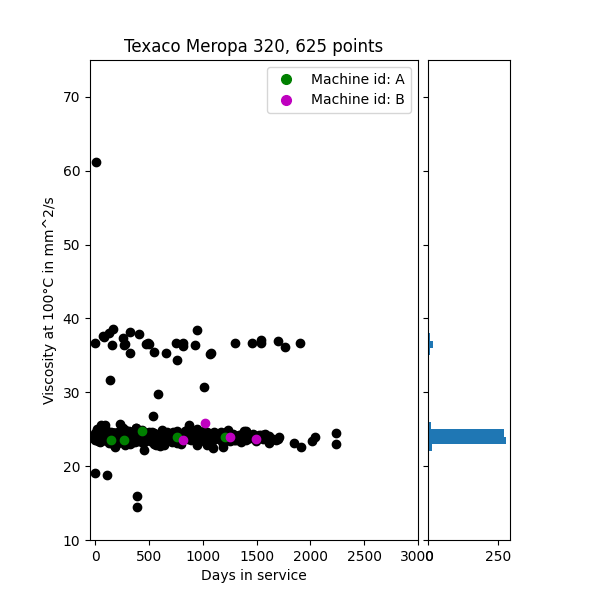 Texaco Meropa 320, 625 points
Machine id: A
Machine id: B
70
60
50
40
30
20
10
Viscosity at 100°C in mm^2/s
0 500 1000 1500 2000 2500 3000
0 250
Days in service